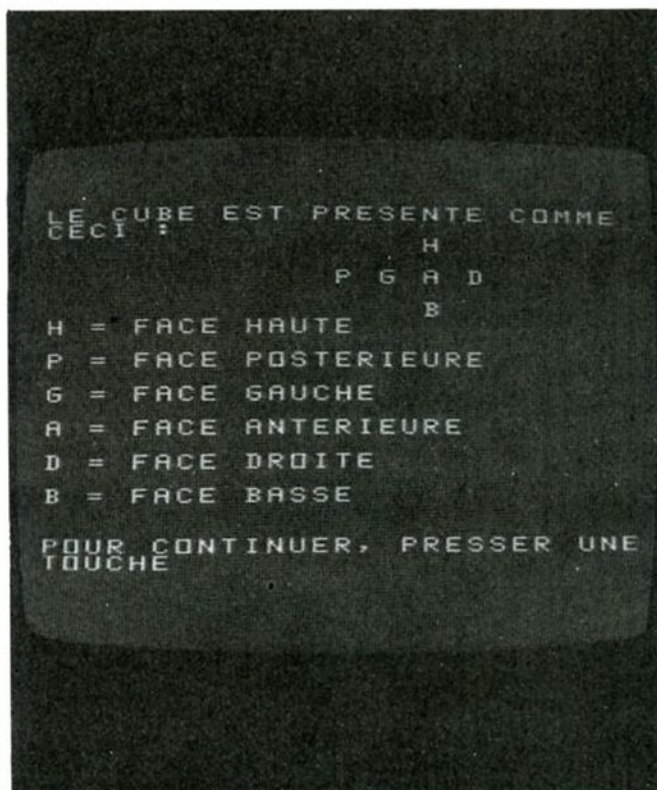 LE CUBE EST PRESENTE COMME
CECI :
H
P G A D
B
H = FACE HAUTE
P = FACE POSTERIEURE
G = FACE GAUCHE
A = FACE ANTERIEURE
D = FACE DROITE
B = FACE BASSE
POUR CONTINUER, PRESSER UNE
TOUCHE